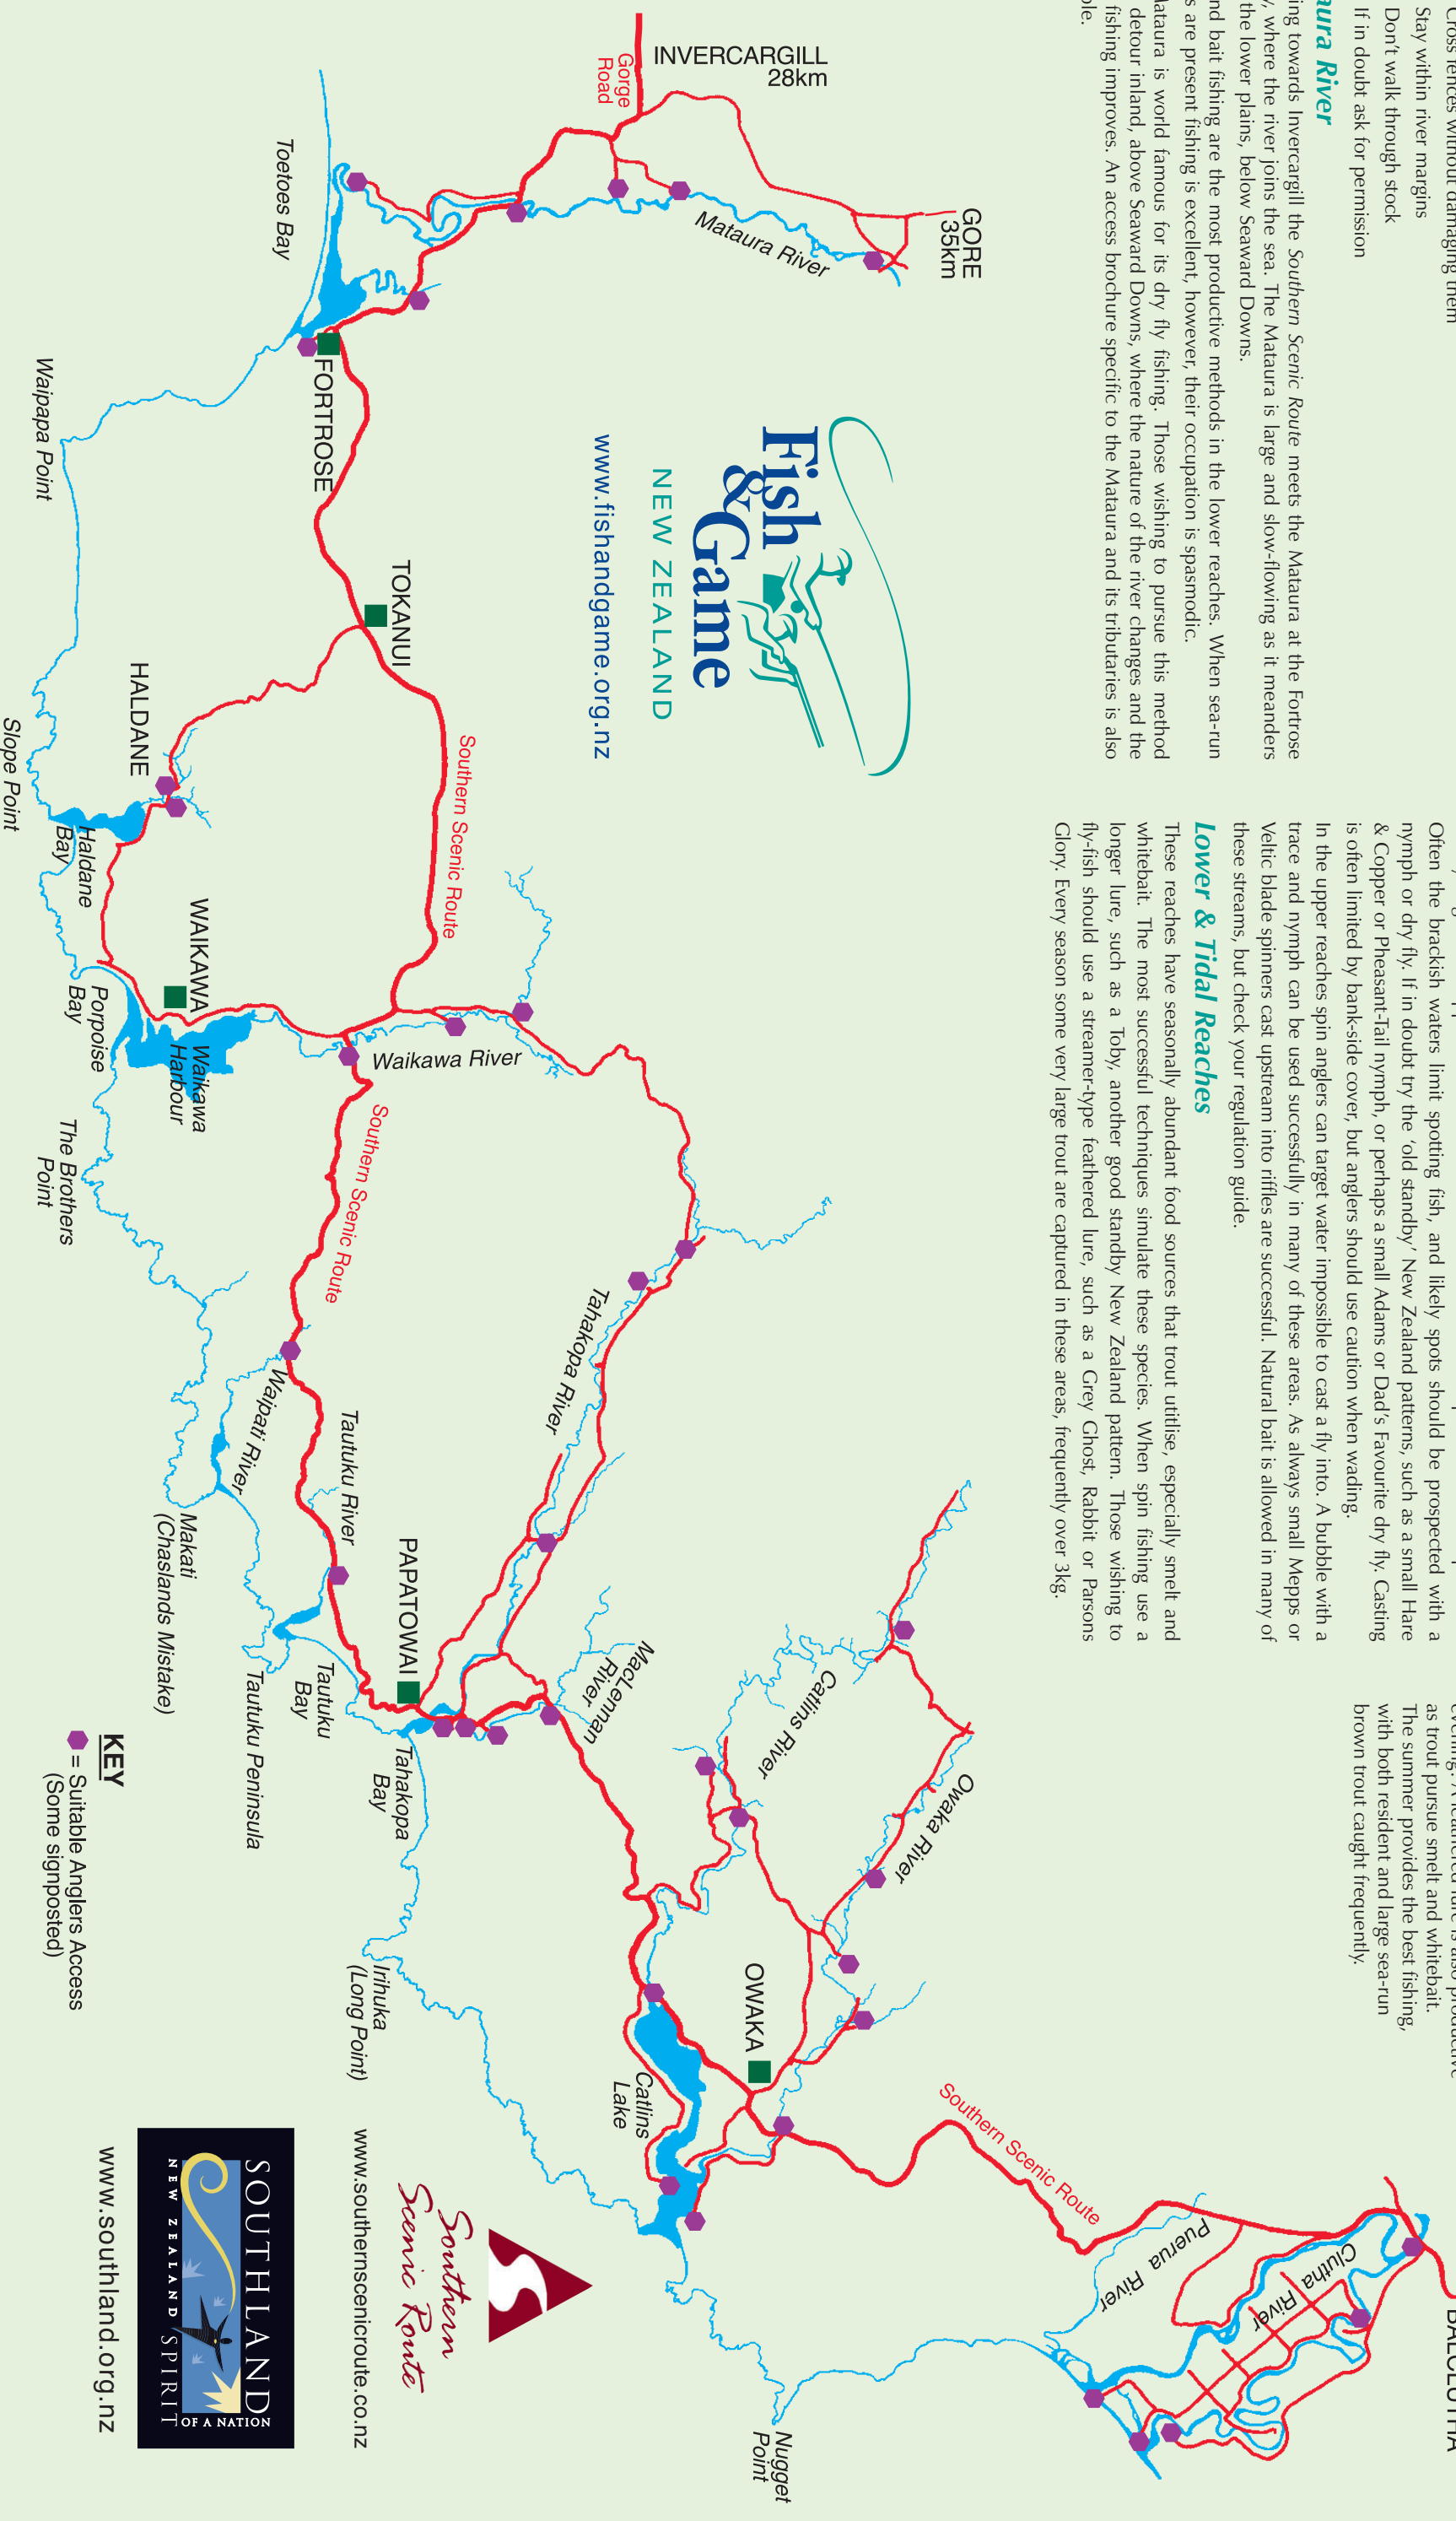 Cross fences without damaging them
Stay within river margins
Don't walk through stock
If in doubt ask for permission
aura River
ing towards Invercargill the Southern Scenic Route meets the Mataura at the Fortrose
, where the river joins the sea. The Mataura is large and slow-flowing as it meanders
the lower plains, below Seaward Downs.
nd bait fishing are the most productive methods in the lower reaches. When sea-run
s are present fishing is excellent, however, their occupation is spasmodic.
ataura is world famous for its dry fly fishing. Those wishing to pursue this method
detour inland, above Seaward Downs, where the nature of the river changes and the
fishing improves. An access brochure specific to the Mataura and its tributaries is also
ble.
Often the brackish waters limit spotting fish, and likely spots should be prospected with a
nymph or dry fly. If in doubt try the 'old standby' New Zealand patterns, such as a small Hare
& Copper or Pheasant-Tail nymph, or perhaps a small Adams or Dad's Favourite dry fly. Casting
is often limited by bank-side cover, but anglers should use caution when wading.
In the upper reaches spin anglers can target water impossible to cast a fly into. A bubble with a
trace and nymph can be used successfully in many of these areas. As always small Mepps or
Veltic blade spinners cast upstream into riffles are successful. Natural bait is allowed in many of
these streams, but check your regulation guide.
Lower & Tidal Reaches
These reaches have seasonally abundant food sources that trout utitlise, especially smelt and
whitebait. The most successful techniques simulate these species. When spin fishing use a
longer lure, such as a Toby, another good standby New Zealand pattern. Those wishing to
fly-fish should use a streamer-type feathered lure, such as a Grey Ghost, Rabbit or Parsons
Glory. Every season some very large trout are captured in these areas, frequently over 3kg.
evening. A feathered lure is also productive
as trout pursue smelt and whitebait.
The summer provides the best fishing,
with both resident and large sea-run
brown trout caught frequently.
BALCLUTHA
Clutha River
Puerua River
Southern Scenic Route
GORE
35km
Mataura River
INVERCARGILL
28km
Gorge
Road
Fish
& Game
NEW ZEALAND
www.fishandgame.org.nz
Owaka River
Catlins River
OWAKA
Nugget
Point
Catlins
Lake
MacLennan
River
Tahakopa River
Southern Scenic Route
TOKANUI
Waikawa River
Southern Scenic Route
PAPATOWAI
Tahakopa
Bay
Irihuka
(Long Point)
Tautuku River
Tautuku
Bay
Tautuku Peninsula
Waipati River
Makati
(Chaslands Mistake)
Toetoes Bay
FORTROSE
Waipapa Point
HALDANE
Slope Point
Haldane
Bay
WAIKAWA
Waikawa
Harbour
Porpoise
Bay
The Brothers
Point
KEY
= Suitable Anglers Access
(Some signposted)
Southern
Scenic Route
www.southernscenicroute.co.nz
SOUTHLAND
NEW ZEALAND
SPIRIT OF A NATION
www.southland.org.nz